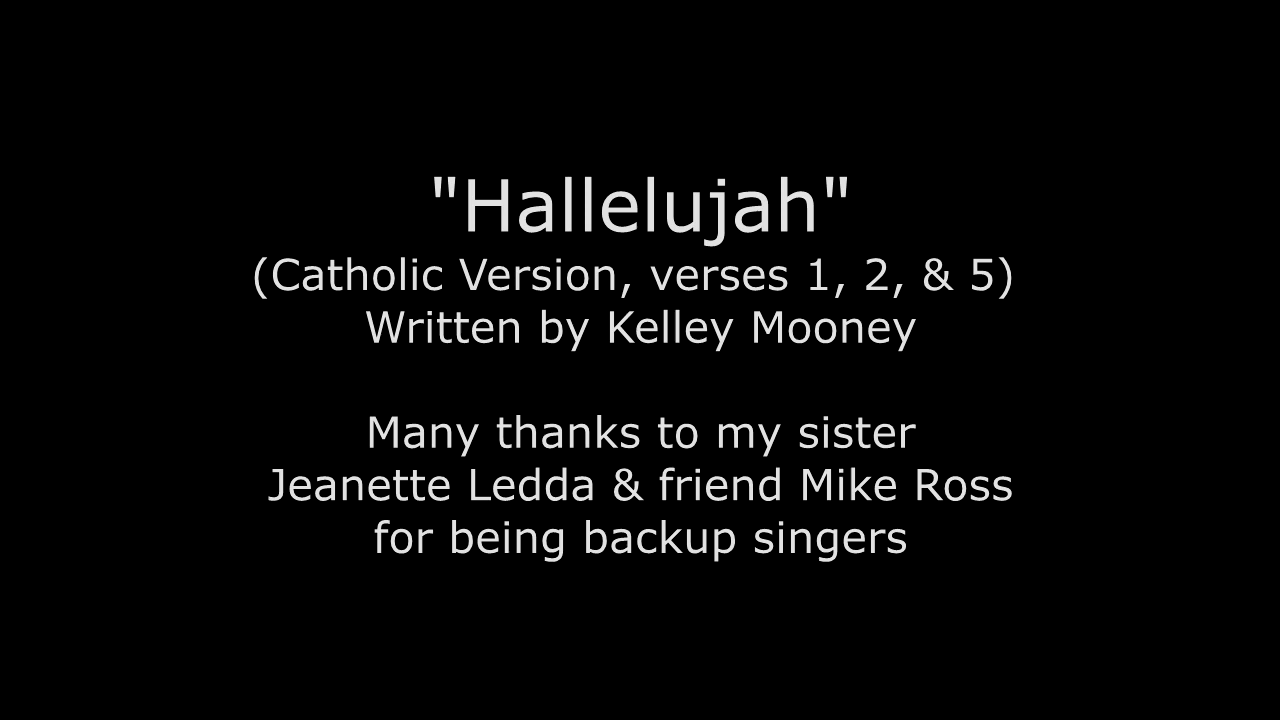 "Hallelujah"
(Catholic Version, verses 1, 2, & 5)
Written by Kelley Mooney
Many thanks to my sister
Jeanette Ledda & friend Mike Ross
for being backup singers